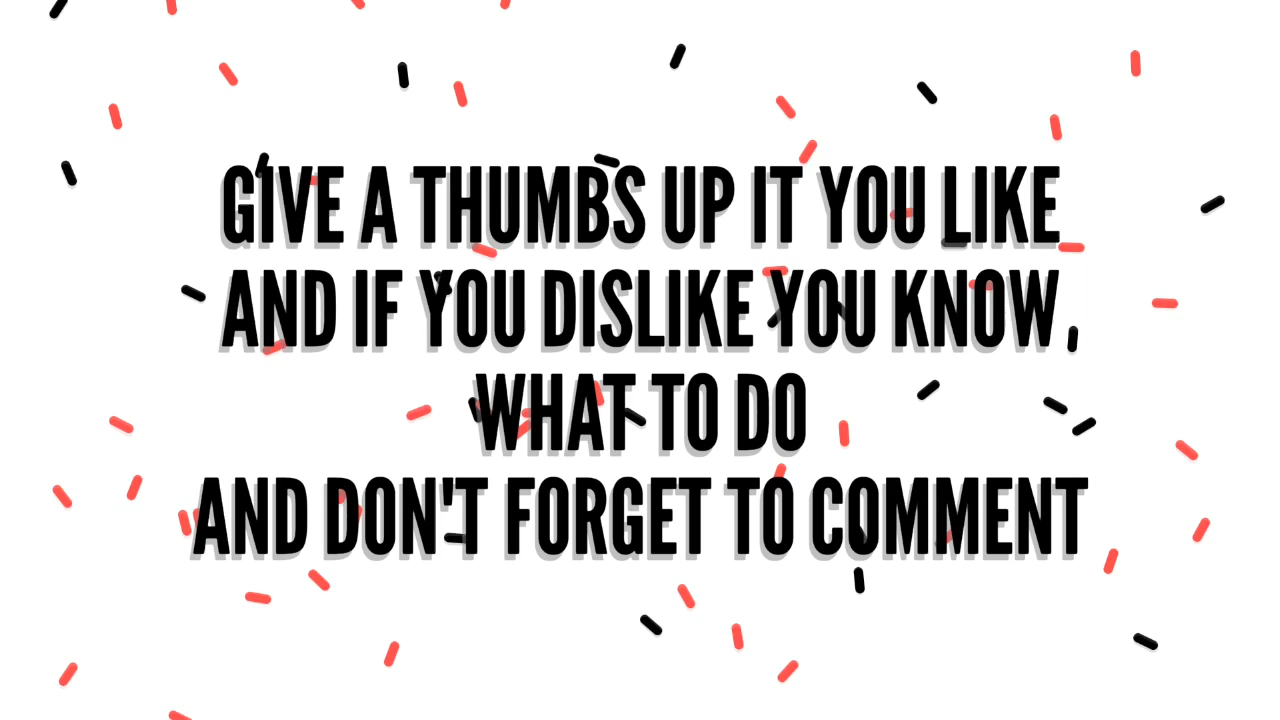 GIVE A THUMBS UP IT YOU LIKE
AND IF YOU DISLIKE YOU KNOW
WHAT TO DO
AND DON'T FORGET TO COMMENT